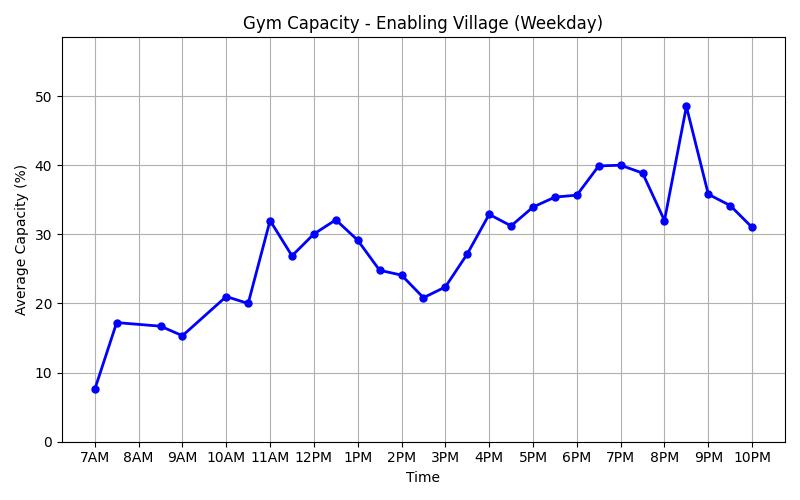 Gym Capacity - Enabling Village (Weekday)
Average Capacity (%)
50
40
30
20
10
0
7AM 8AM 9AM 10AM 11AM 12PM 1PM 2PM 3PM 4PM 5PM 6PM 7PM 8PM 9PM 10PM
Time